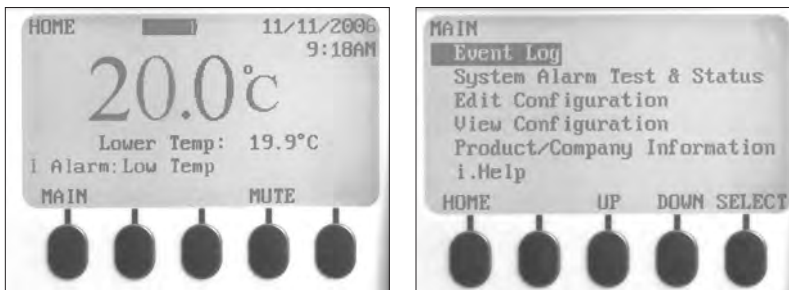 HOME 11/11/2006
9:18AM
20.0°C
Lower Temp: 19.9°C
1 Alarm:Low Temp
MAIN MUTE
MAIN
Event Log
System Alarm Test & Status
Edit Configuration
View Configuration
Product/Company Information
i.Help
HOME UP DOWN SELECT